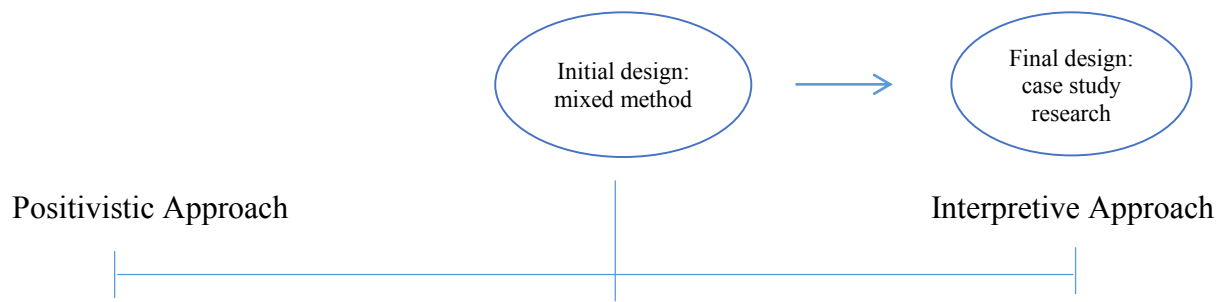 Initial design:
mixed method
Final design:
case study
research
Positivistic Approach
Interpretive Approach